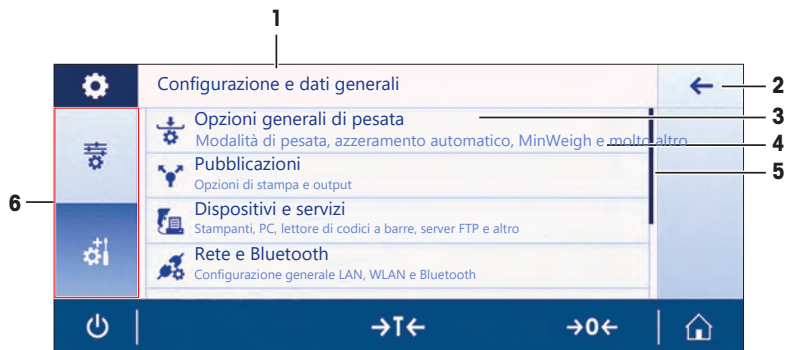 1
Configurazione e dati generali
2
Opzioni generali di pesata
3
Modalità di pesata, azzeramento automatico, MinWeigh e molto altro
4
Pubblicazioni
5
Opzioni di stampa e output
6
Dispositivi e servizi
Stampanti, PC, lettore di codici a barre, server FTP e altro
Rete e Bluetooth
Configurazione generale LAN, WLAN e Bluetooth
→T← →0←